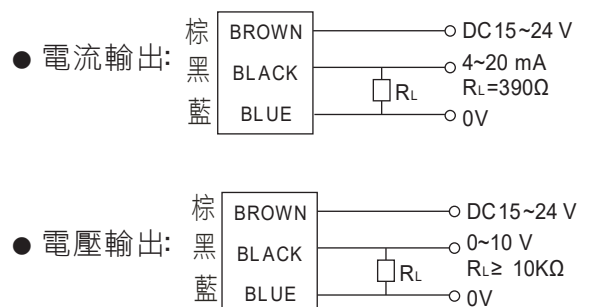 ● 電流輸出:
棕 BROWN DC15~24 V
黑 BLACK 4~20 mA
RL RL=390Ω
藍 BLUE 0V
● 電壓輸出:
棕 BROWN DC15~24 V
黑 BLACK 0~10 V
RL RL≥ 10KΩ
藍 BLUE 0V